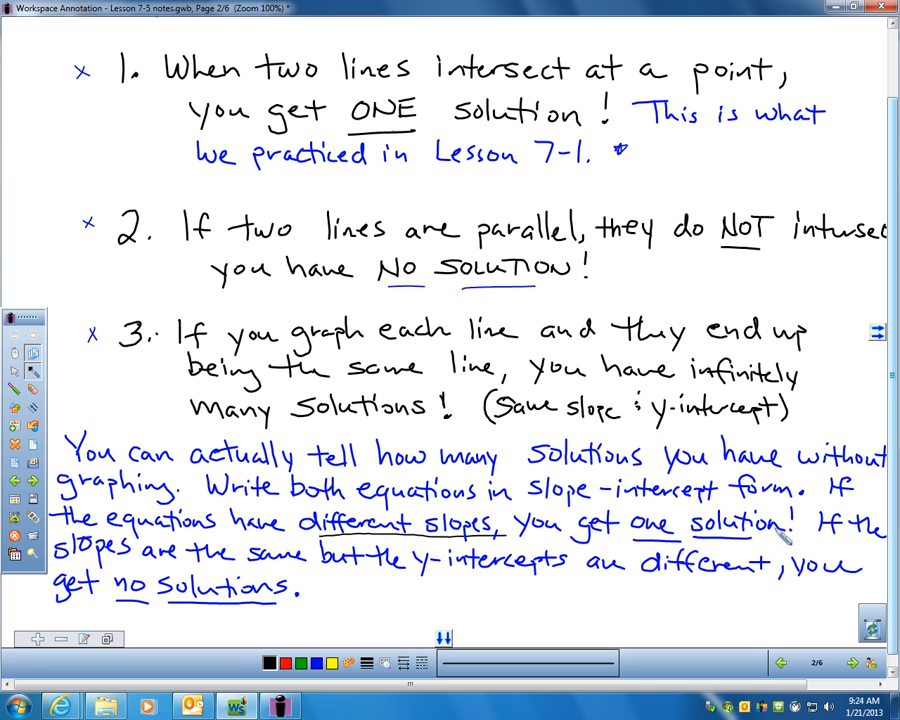 Workspace Annotation - Lesson 7-5 notes.gwb, Page 2/6 (Zoom 100%) *
x 1. When two lines intersect at a point,
you get ONE solution! This is what
we practiced in Lesson 7-1. *
x 2. If two lines are parallel, they do NOT intersec
you have NO SOLUTION!
x 3. If you graph each line and they end up
being the same line, you have infinitely
many solutions! (Same slope & y-intercept)
You can actually tell how many solutions you have without
graphing. Write both equations in slope-intercept form. If
the equations have different slopes, you get one solution! If the
slopes are the same but the y-intercepts are different, you
get no solutions.
2/6
9:24 AM
1/21/2013